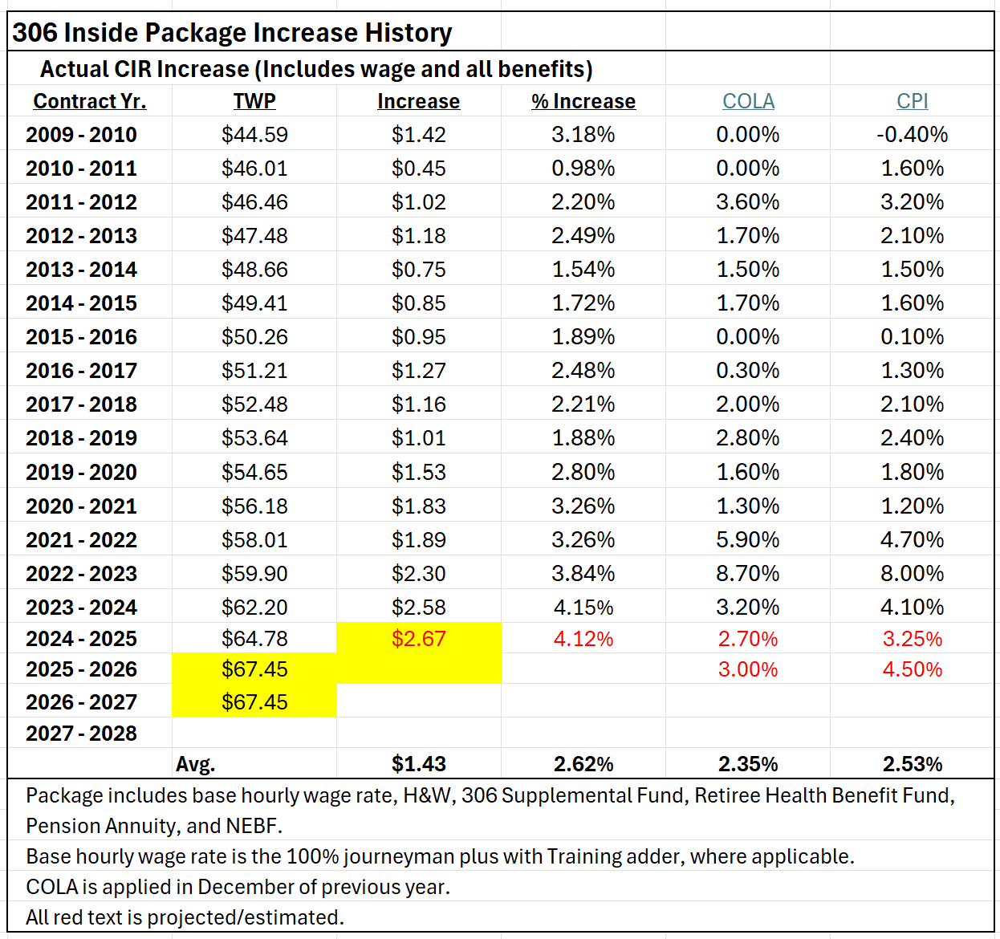 306 Inside Package Increase History
Actual CIR Increase (Includes wage and all benefits)
Contract Yr. TWP Increase % Increase COLA CPI
2009 - 2010 $44.59 $1.42 3.18% 0.00% -0.40%
2010 - 2011 $46.01 $0.45 0.98% 0.00% 1.60%
2011 - 2012 $46.46 $1.02 2.20% 3.60% 3.20%
2012 - 2013 $47.48 $1.18 2.49% 1.70% 2.10%
2013 - 2014 $48.66 $0.75 1.54% 1.50% 1.50%
2014 - 2015 $49.41 $0.85 1.72% 1.70% 1.60%
2015 - 2016 $50.26 $0.95 1.89% 0.00% 0.10%
2016 - 2017 $51.21 $1.27 2.48% 0.30% 1.30%
2017 - 2018 $52.48 $1.16 2.21% 2.00% 2.10%
2018 - 2019 $53.64 $1.01 1.88% 2.80% 2.40%
2019 - 2020 $54.65 $1.53 2.80% 1.60% 1.80%
2020 - 2021 $56.18 $1.83 3.26% 1.30% 1.20%
2021 - 2022 $58.01 $1.89 3.26% 5.90% 4.70%
2022 - 2023 $59.90 $2.30 3.84% 8.70% 8.00%
2023 - 2024 $62.20 $2.58 4.15% 3.20% 4.10%
2024 - 2025 $64.78 $2.67 4.12% 2.70% 3.25%
2025 - 2026 $67.45 3.00% 4.50%
2026 - 2027 $67.45
2027 - 2028
Avg. $1.43 2.62% 2.35% 2.53%
Package includes base hourly wage rate, H&W, 306 Supplemental Fund, Retiree Health Benefit Fund,
Pension Annuity, and NEBF.
Base hourly wage rate is the 100% journeyman plus with Training adder, where applicable.
COLA is applied in December of previous year.
All red text is projected/estimated.